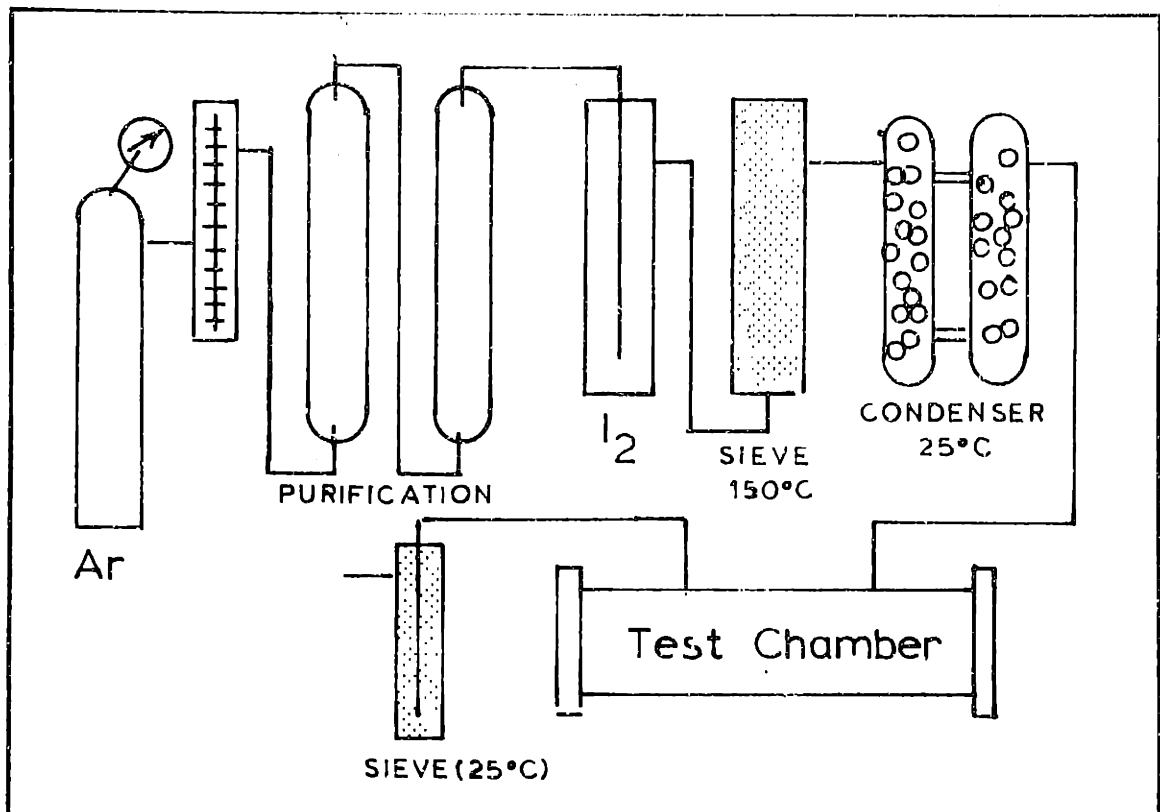 Ar
PURIFICATION
I2
SIEVE
150°C
CONDENSER
25°C
SIEVE (25°C)
Test Chamber